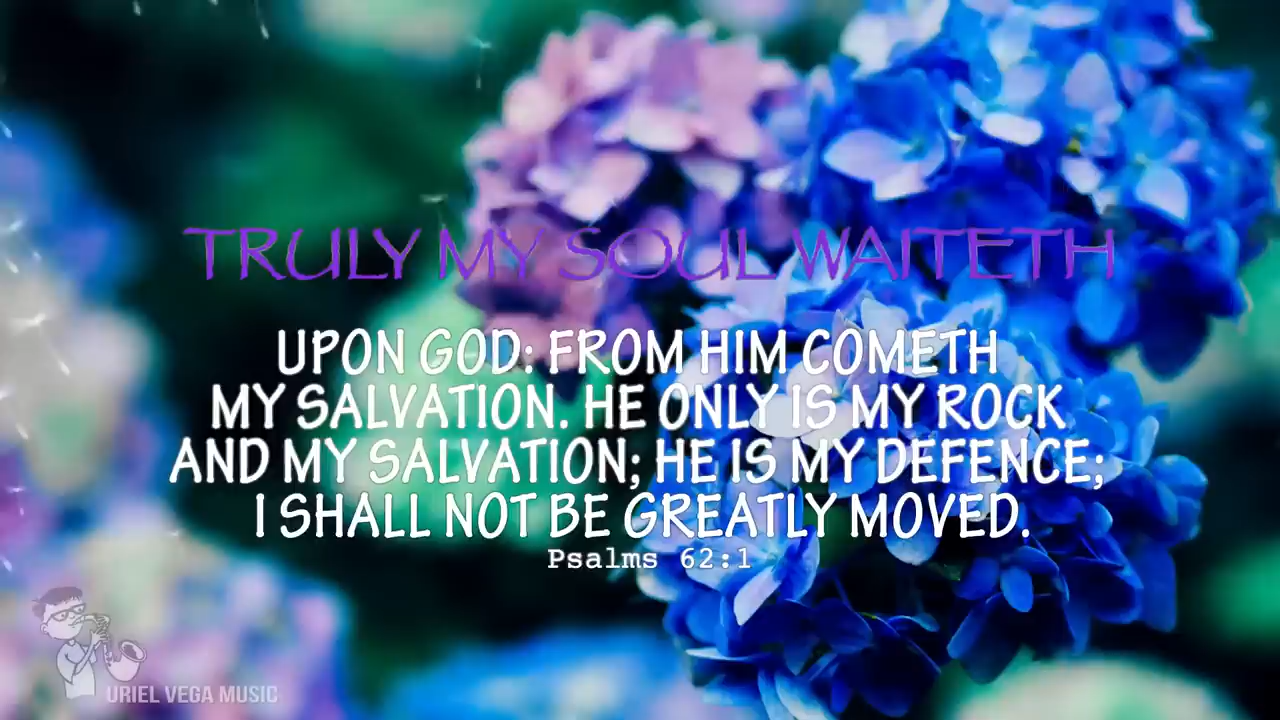 TRULY MY SOUL WAITETH
UPON GOD: FROM HIM COMETH
MY SALVATION. HE ONLY IS MY ROCK
AND MY SALVATION; HE IS MY DEFENCE;
I SHALL NOT BE GREATLY MOVED.
Psalms 62:1
URIEL VEGA MUSIC